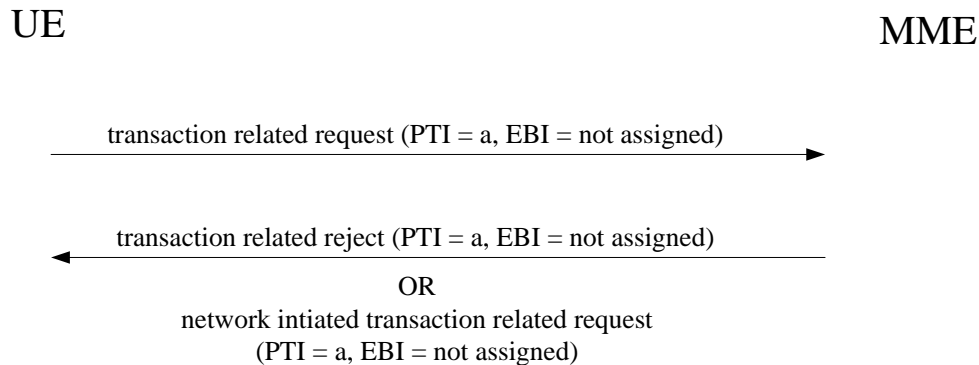 UE
MME
transaction related request (PTI = a, EBI = not assigned)
transaction related reject (PTI = a, EBI = not assigned)
OR
network intiated transaction related request
(PTI = a, EBI = not assigned)